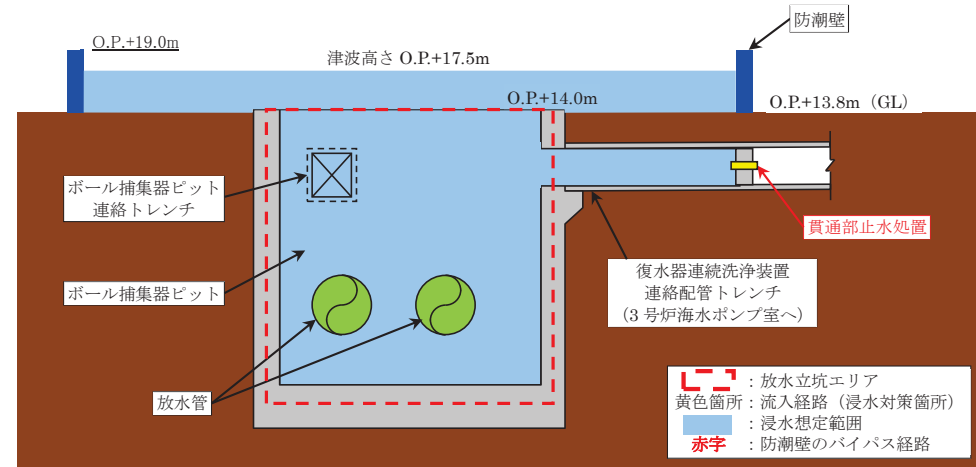 防潮壁
O.P.+19.0m
津波高さ O.P.+17.5m
O.P.+14.0m
O.P.+13.8m（GL）
ボール捕集器ピット
連絡トレンチ
貫通部止水処置
ボール捕集器ピット
復水器連続洗浄装置
連絡配管トレンチ
（3 号炉海水ポンプ室へ）
放水管
：放水立坑エリア
黄色箇所：流入経路（浸水対策箇所）
：浸水想定範囲
赤字：防潮壁のバイパス経路